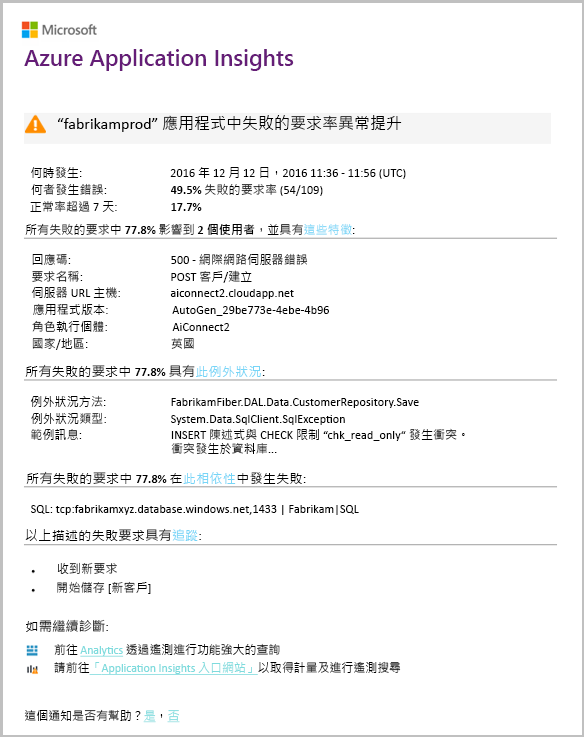 Microsoft
Azure Application Insights
“fabrikamprod” 應用程式中失敗的要求率異常提升
何時發生: 2016 年 12 月 12 日，2016 11:36 - 11:56 (UTC)
何者發生錯誤: 49.5% 失敗的要求率 (54/109)
正常率超過 7 天: 17.7%
所有失敗的要求中 77.8% 影響到 2 個使用者，並具有這些特徵:
回應碼: 500 - 網際網路伺服器錯誤
要求名稱: POST 客戶/建立
伺服器 URL 主機: aiconnect2.cloudapp.net
應用程式版本: AutoGen_29be773e-4ebe-4b96
角色執行個體: AiConnect2
國家/地區: 英國
所有失敗的要求中 77.8% 具有此例外狀況:
例外狀況方法: FabrikamFiber.DAL.Data.CustomerRepository.Save
例外狀況類型: System.Data.SqlClient.SqlException
範例訊息: INSERT 陳述式與 CHECK 限制 “chk_read_only“ 發生衝突。
衝突發生於資料庫...
所有失敗的要求中 77.8% 在此相依性中發生失敗:
SQL: tcp:fabrikamxyz.database.windows.net,1433 | Fabrikam|SQL
以上描述的失敗要求具有追蹤:
• 收到新要求
• 開始儲存 [新客戶]
如需繼續診斷:
前往 Analytics 透過遙測進行功能強大的查詢
請前往「Application Insights 入口網站」以取得計量及進行遙測搜尋
這個通知是否有幫助？是，否